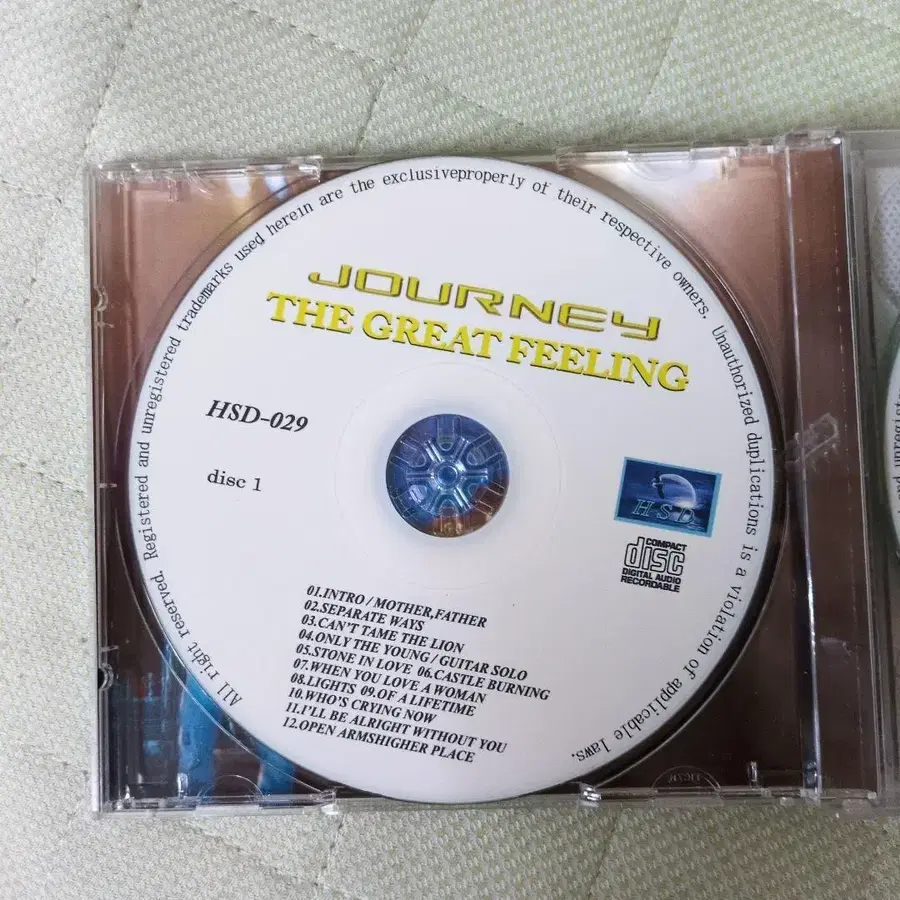 All right reserved. Registered and unregistered trademarks used herein are the exclusiveproperly of their respective owners. Unauthorized duplications is a violation of applicable laws.
JOURNEY
THE GREAT FEELING
HSD-029
disc 1
HSD
COMPACT
disc
DIGITAL AUDIO
RECORDABLE
01.INTRO / MOTHER,FATHER
02.SEPARATE WAYS
03.CAN'T TAME THE LION
04.ONLY THE YOUNG / GUITAR SOLO
05.STONE IN LOVE 06.CASTLE BURNING
07.WHEN YOU LOVE A WOMAN
08.LIGHTS 09.OF A LIFETIME
10.WHO'S CRYING NOW
11.I'LL BE ALRIGHT WITHOUT YOU
12.OPEN ARMSHIGHER PLACE